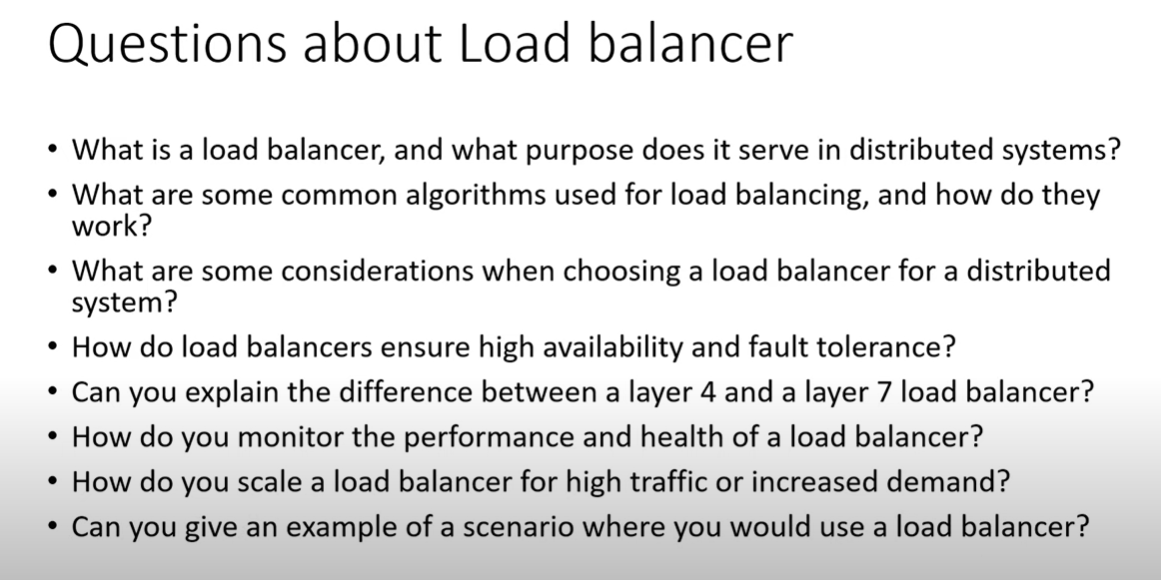 Questions about Load balancer
• What is a load balancer, and what purpose does it serve in distributed systems?
• What are some common algorithms used for load balancing, and how do they
work?
• What are some considerations when choosing a load balancer for a distributed
system?
• How do load balancers ensure high availability and fault tolerance?
• Can you explain the difference between a layer 4 and a layer 7 load balancer?
• How do you monitor the performance and health of a load balancer?
• How do you scale a load balancer for high traffic or increased demand?
• Can you give an example of a scenario where you would use a load balancer?